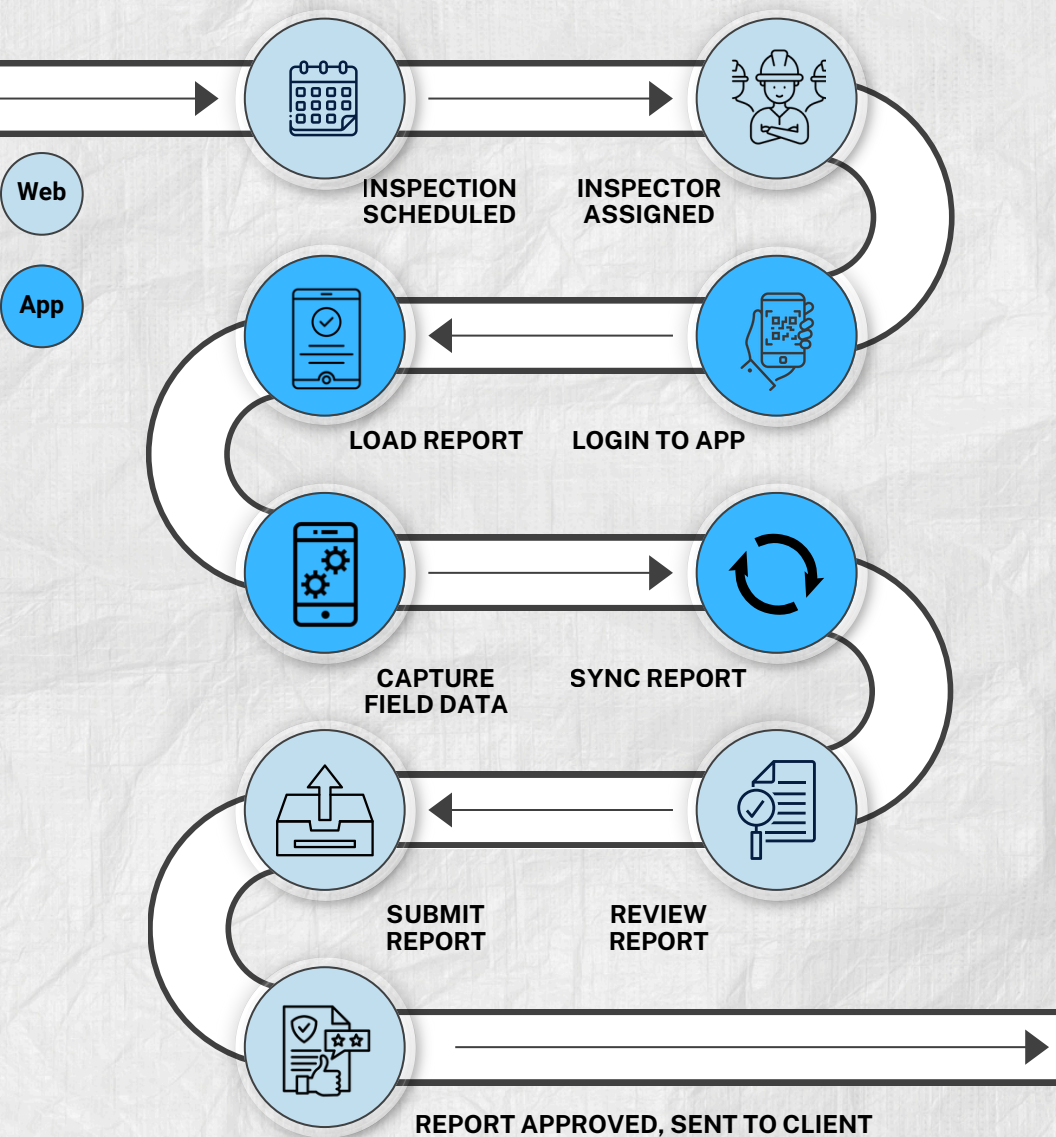 Web
App
INSPECTION
SCHEDULED
INSPECTOR
ASSIGNED
LOAD REPORT
LOGIN TO APP
CAPTURE
FIELD DATA
SYNC REPORT
SUBMIT
REPORT
REVIEW
REPORT
REPORT APPROVED, SENT TO CLIENT